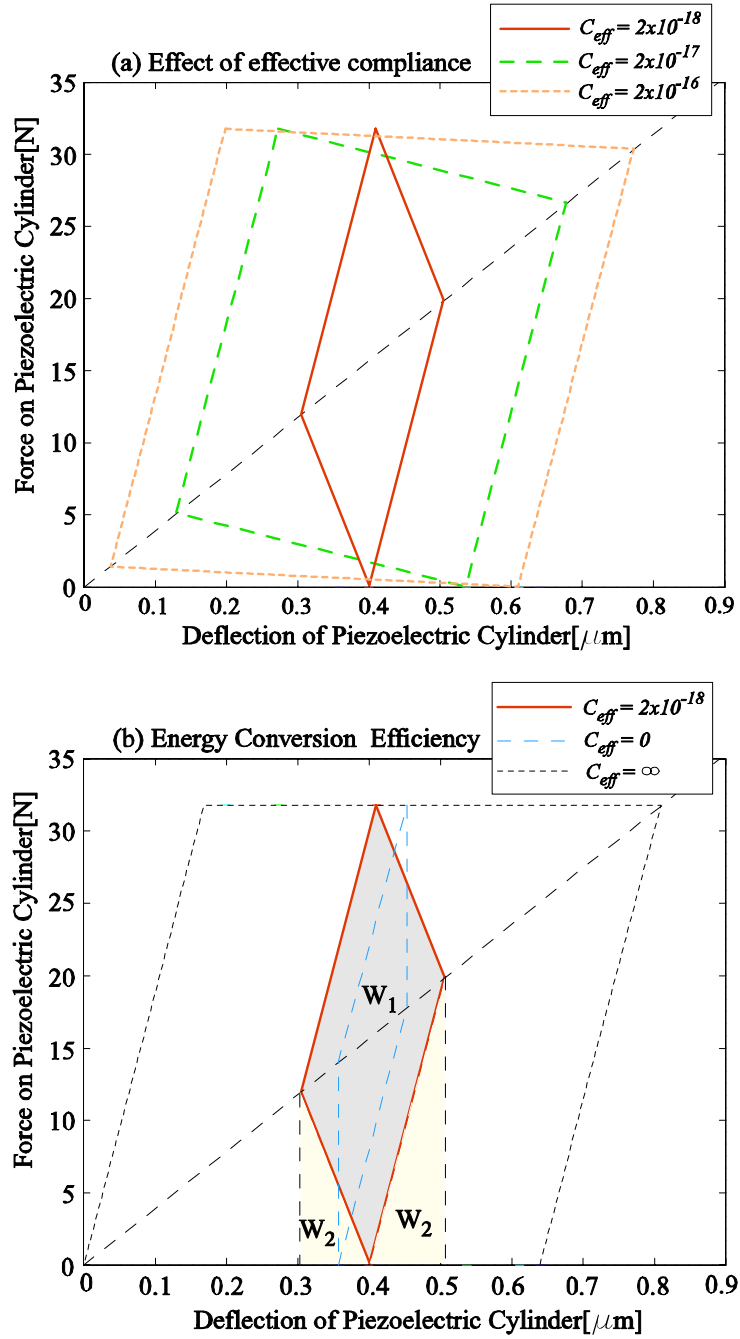 C_eff = 2x10^-18
C_eff = 2x10^-17
C_eff = 2x10^-16
(a) Effect of effective compliance
35
30
25
20
15
10
5
0
Force on Piezoelectric Cylinder[N]
0 0.1 0.2 0.3 0.4 0.5 0.6 0.7 0.8 0.9
Deflection of Piezoelectric Cylinder[μm]
C_eff = 2x10^-18
C_eff = 0
C_eff = ∞
(b) Energy Conversion Efficiency
35
30
25
20
15
10
5
0
Force on Piezoelectric Cylinder[N]
W_1
W_2
W_2
0 0.1 0.2 0.3 0.4 0.5 0.6 0.7 0.8 0.9
Deflection of Piezoelectric Cylinder[μm]